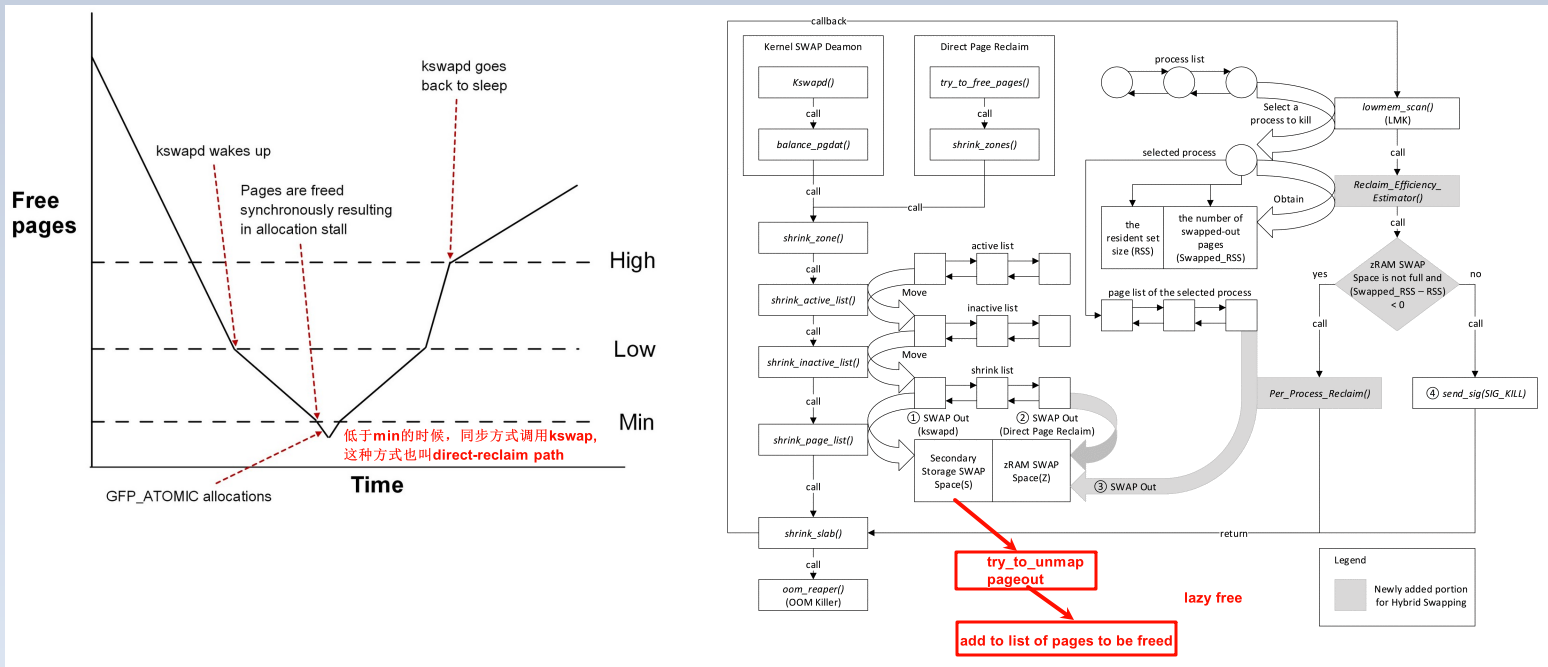 Free
pages
kswapd wakes up
Pages are freed
synchronously resulting
in allocation stall
kswapd goes
back to sleep
High
Low
Min
低于min的时候，同步方式调用kswap,
这种方式也叫direct-reclaim path
Time
GFP_ATOMIC allocations
callback
Kernel SWAP Deamon
Kswapd()
call
balance_pgdat()
call
Direct Page Reclaim
try_to_free_pages()
call
shrink_zones()
call
shrink_zone()
call
shrink_active_list()
call
shrink_inactive_list()
call
shrink_page_list()
call
shrink_slab()
call
oom_reaper()
(OOM Killer)
active list
Move
inactive list
Move
shrink list
① SWAP Out
(kswapd)
② SWAP Out
(Direct Page Reclaim)
Secondary
Storage SWAP
Space(S)
zRAM SWAP
Space(Z)
③ SWAP Out
try_to_unmap
pageout
add to list of pages to be freed
lazy free
process list
Select a
process to kill
lowmem_scan()
(LMK)
call
selected process
Obtain
Reclaim_Efficiency_
Estimator()
call
the
resident set
size (RSS)
the number of
swapped-out
pages
(Swapped_RSS)
page list of the selected process
zRAM SWAP
Space is not full and
(Swapped_RSS – RSS)
< 0
yes
no
call
call
Per_Process_Reclaim()
④ send_sig(SIG_KILL)
return
Legend
Newly added portion
for Hybrid Swapping